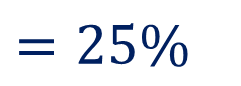 = 25%